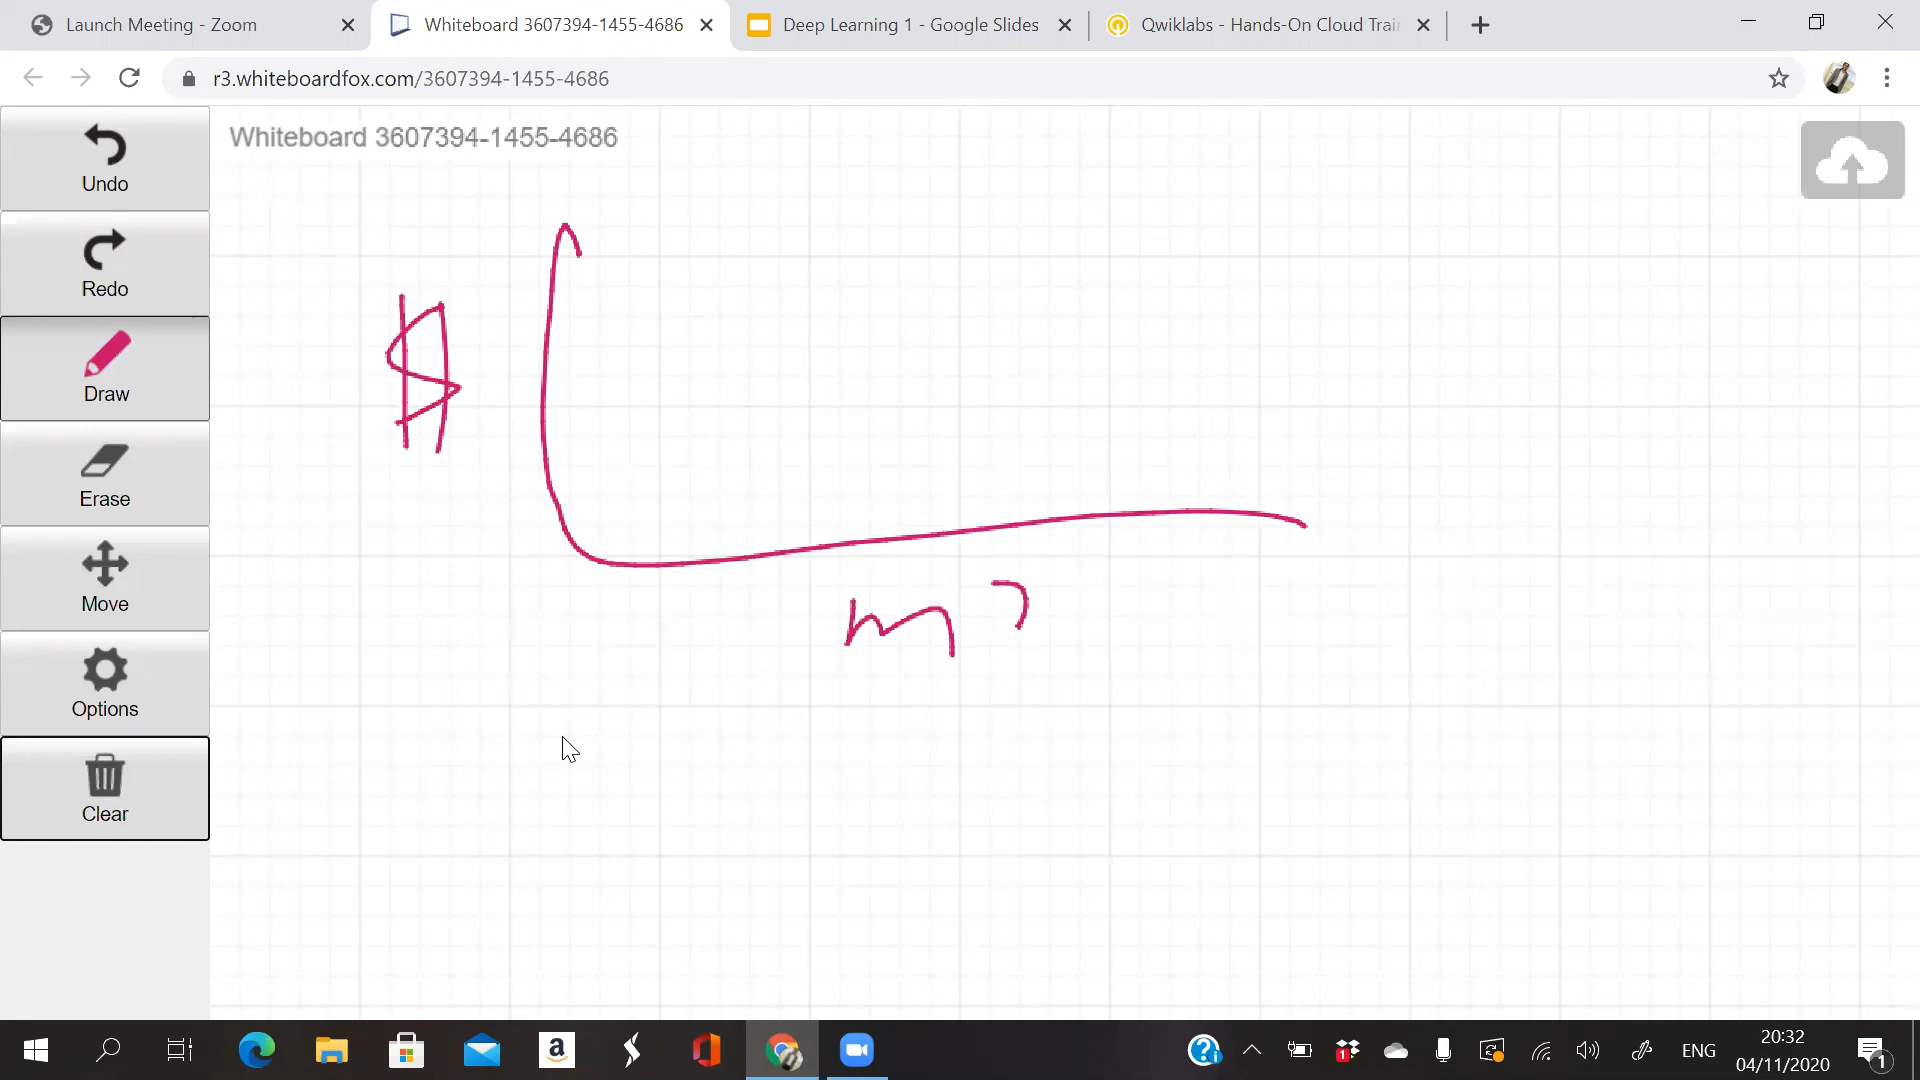 Launch Meeting - Zoom
Whiteboard 3607394-1455-4686
Deep Learning 1 - Google Slides
Qwiklabs - Hands-On Cloud Trai
r3.whiteboardfox.com/3607394-1455-4686
Whiteboard 3607394-1455-4686
Undo
Redo
Draw
Erase
Move
Options
Clear
$
m
ENG
20:32
04/11/2020
1
1